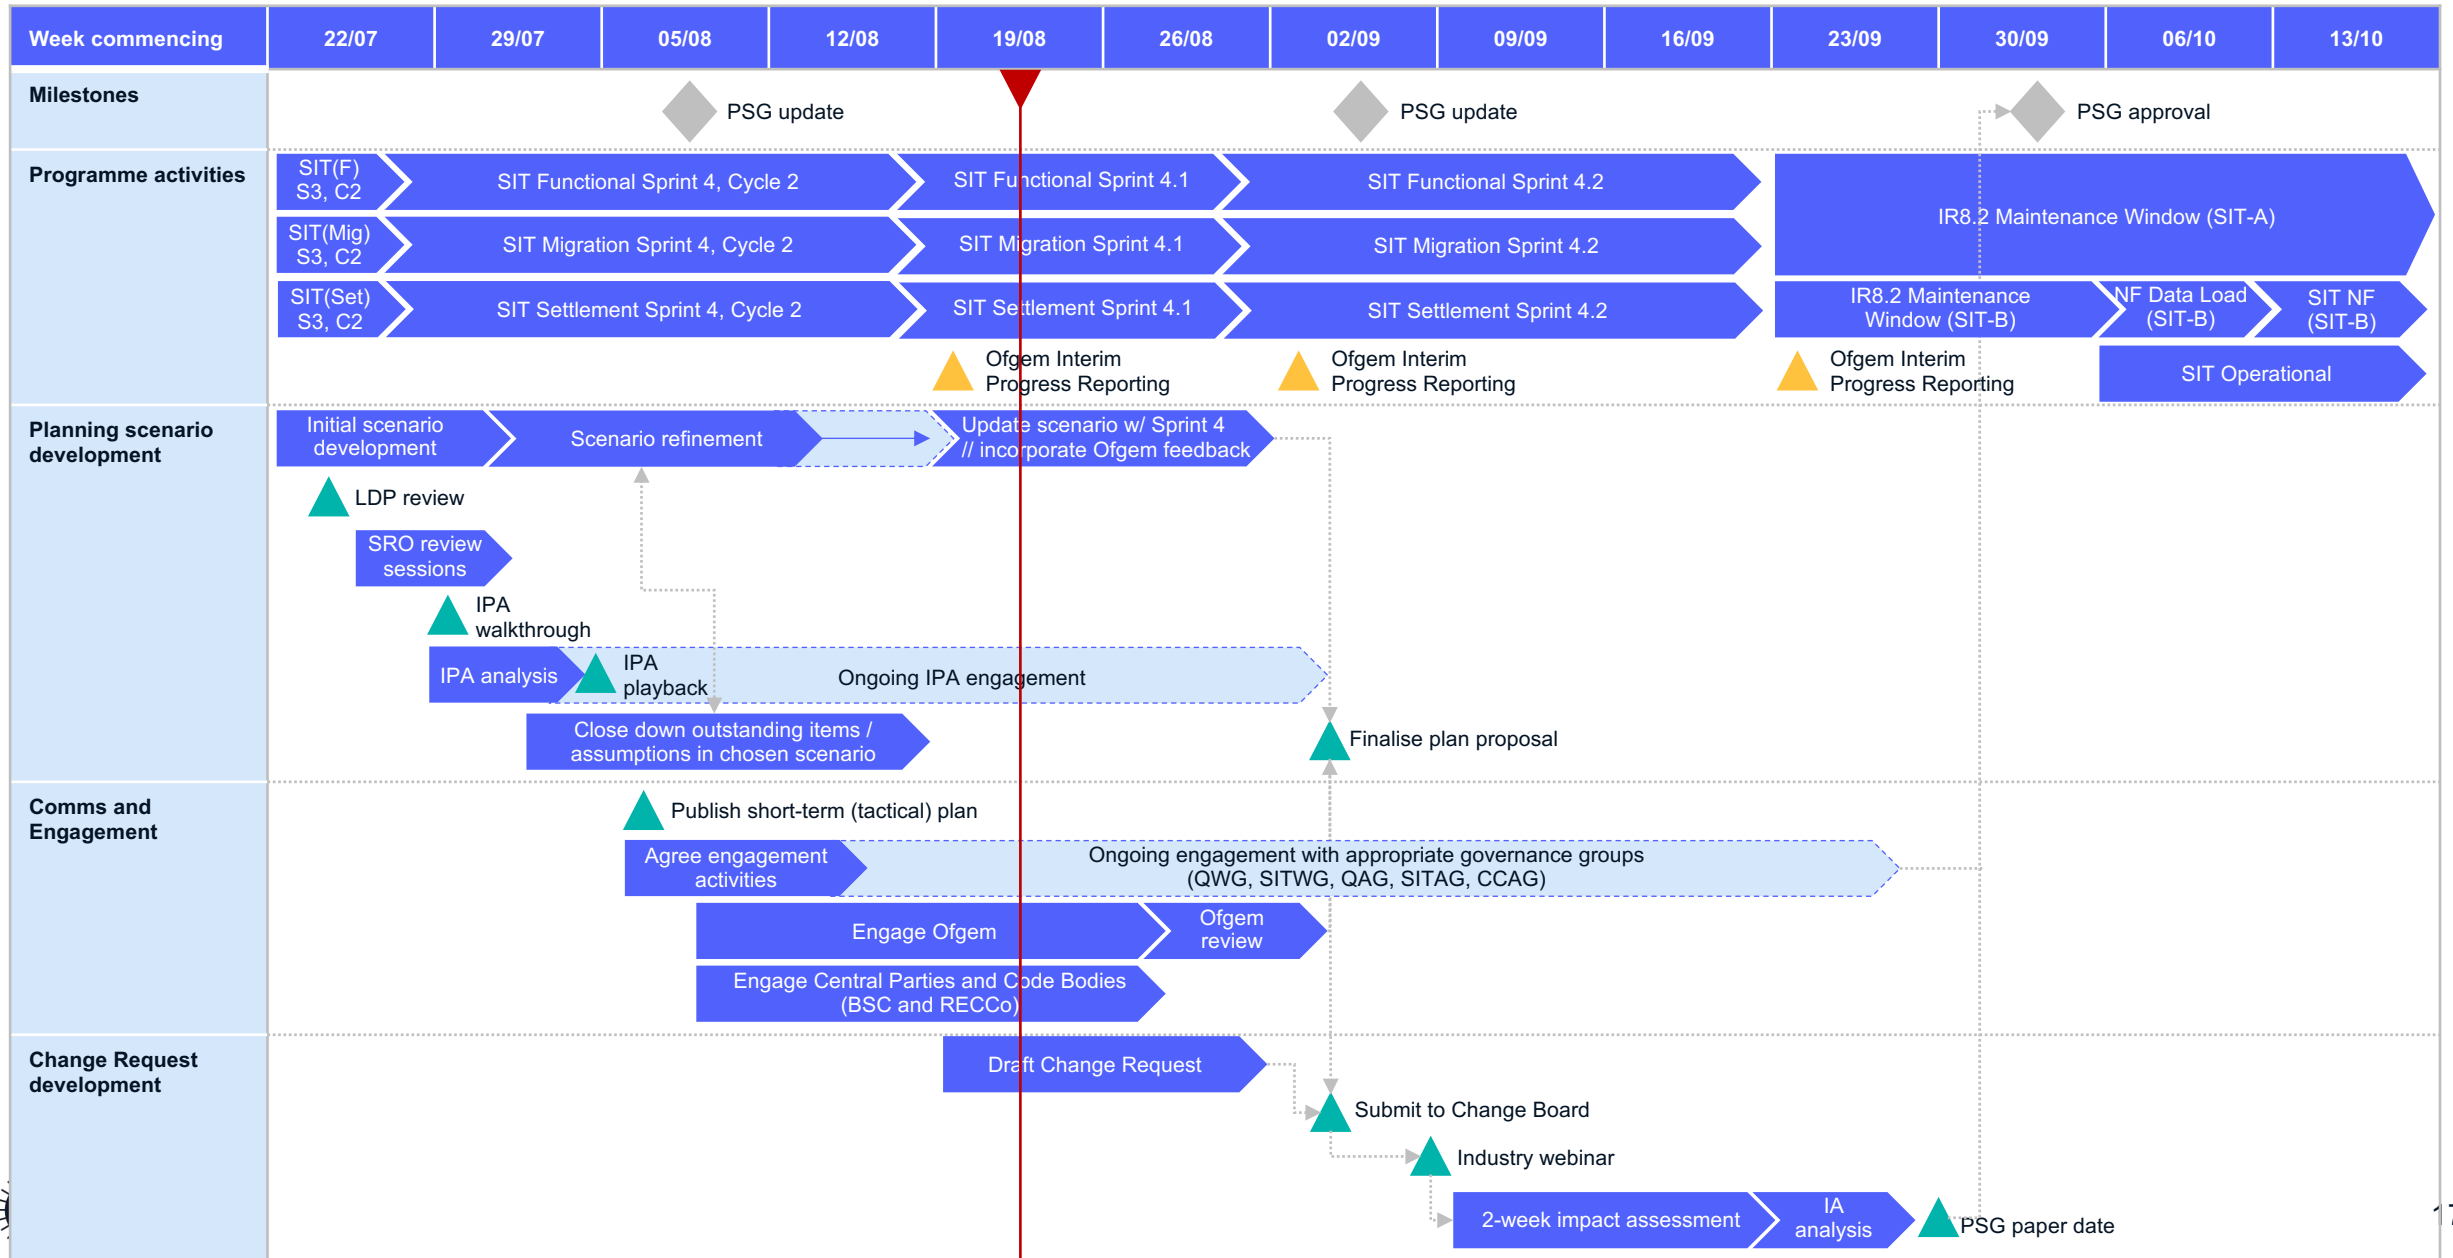 Week commencing
22/07
29/07
05/08
12/08
19/08
26/08
02/09
09/09
16/09
23/09
30/09
06/10
13/10
Milestones
PSG update
PSG update
PSG approval
Programme activities
SIT(F)
S3, C2
SIT Functional Sprint 4, Cycle 2
SIT Functional Sprint 4.1
SIT Functional Sprint 4.2
IR8.2 Maintenance Window (SIT-A)
SIT(Mig)
S3, C2
SIT Migration Sprint 4, Cycle 2
SIT Migration Sprint 4.1
SIT Migration Sprint 4.2
SIT(Set)
S3, C2
SIT Settlement Sprint 4, Cycle 2
SIT Settlement Sprint 4.1
SIT Settlement Sprint 4.2
IR8.2 Maintenance
Window (SIT-B)
NF Data Load
(SIT-B)
SIT NF
(SIT-B)
Ofgem Interim
Progress Reporting
Ofgem Interim
Progress Reporting
Ofgem Interim
Progress Reporting
SIT Operational
Planning scenario
development
Initial scenario
development
Scenario refinement
Update scenario w/ Sprint 4
// incorporate Ofgem feedback
LDP review
SRO review
sessions
IPA
walkthrough
IPA analysis
IPA
playback
Ongoing IPA engagement
Close down outstanding items /
assumptions in chosen scenario
Finalise plan proposal
Comms and
Engagement
Publish short-term (tactical) plan
Agree engagement
activities
Ongoing engagement with appropriate governance groups
(QWG, SITWG, QAG, SITAG, CCAG)
Engage Ofgem
Ofgem
review
Engage Central Parties and Code Bodies
(BSC and RECCo)
Change Request
development
Draft Change Request
Submit to Change Board
Industry webinar
2-week impact assessment
IA
analysis
PSG paper date
17